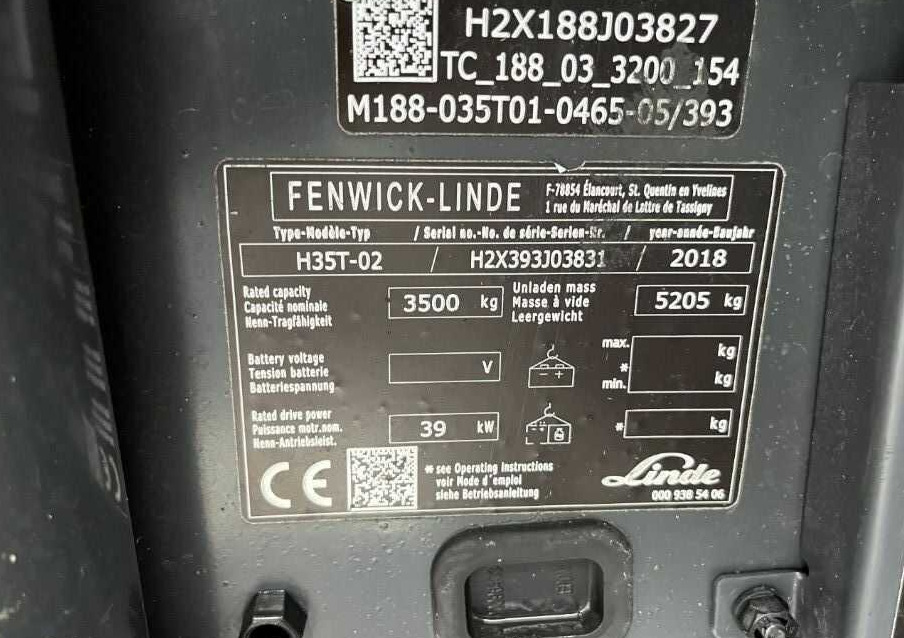 H2X188J03827
TC_188_03_3200_154
M188-035T01-0465-05/393
FENWICK-LINDE
F-78854 Élancourt, St. Quentin en Yvelines
1 rue du Maréchal de Lattre de Tassigny
Type-Modèle-Typ / Serial no.-No. de série-Serien-Nr. / year-année-Baujahr
H35T-02 / H2X393J03831 / 2018
Rated capacity
Capacité nominale
Nenn-Tragfähigkeit
3500 kg
Unladen mass
Masse à vide
Leergewicht
5205 kg
Battery voltage
Tension batterie
Batteriespannung
V
- +
max.
*
min.
kg
kg
Rated drive power
Puissance motr.nom.
Nenn-Antriebsleist.
39 kW
* kg
CE
* see Operating Instructions
voir Mode d'emploi
siehe Betriebsanleitung
Linde
000 938 54 06